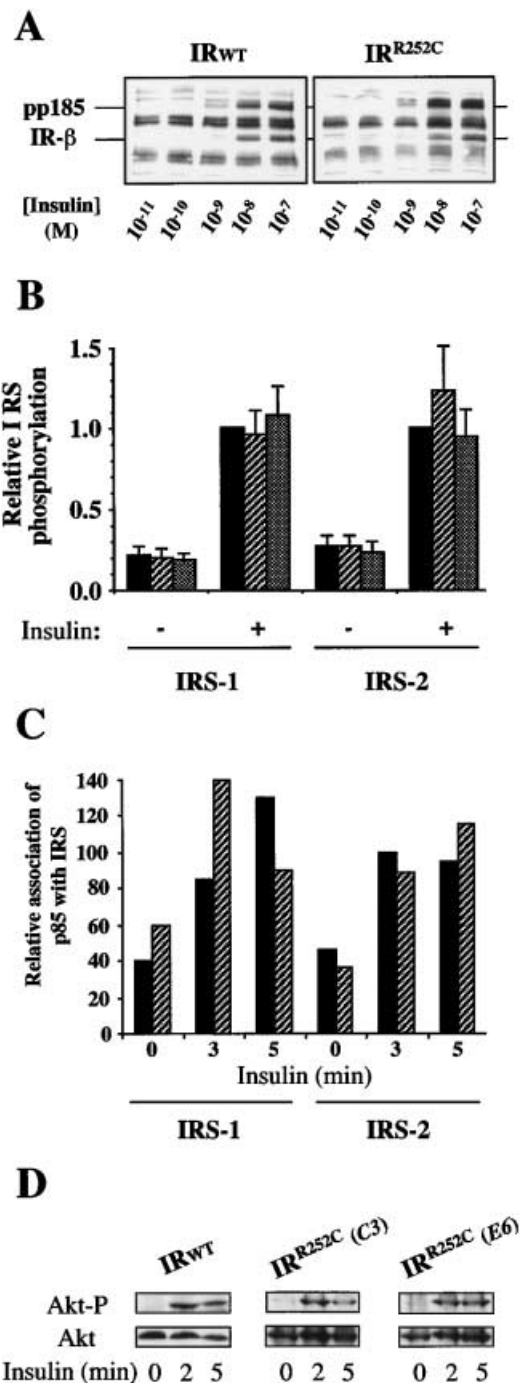 A
IRWT IRR252C
pp185
IR-β
[Insulin]
(M)
10-11 10-10 10-9 10-8 10-7 10-11 10-10 10-9 10-8 10-7
B
Relative I RS
phosphorylation
1.5
1.0
0.5
0.0
Insulin: - + - +
IRS-1 IRS-2
C
Relative association of
p85 with IRS
140
120
100
80
60
40
20
0
0 3 5 0 3 5
Insulin (min)
IRS-1 IRS-2
D
IRWT IRR252C (C3) IRR252C (E6)
Akt-P
Akt
Insulin (min) 0 2 5 0 2 5 0 2 5